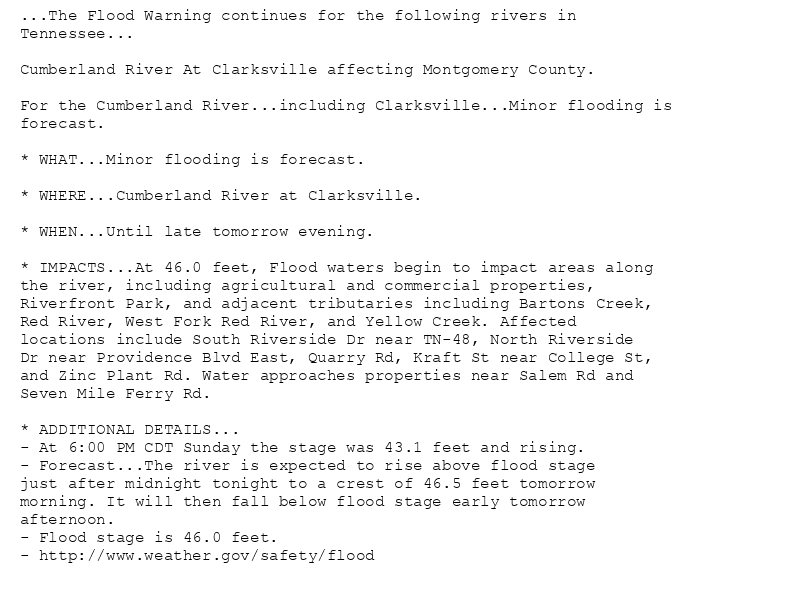 ...The Flood Warning continues for the following rivers in
Tennessee...
Cumberland River At Clarksville affecting Montgomery County.
For the Cumberland River...including Clarksville...Minor flooding is
forecast.
* WHAT...Minor flooding is forecast.
* WHERE...Cumberland River at Clarksville.
* WHEN...Until late tomorrow evening.
* IMPACTS...At 46.0 feet, Flood waters begin to impact areas along
the river, including agricultural and commercial properties,
Riverfront Park, and adjacent tributaries including Bartons Creek,
Red River, West Fork Red River, and Yellow Creek. Affected
locations include South Riverside Dr near TN-48, North Riverside
Dr near Providence Blvd East, Quarry Rd, Kraft St near College St,
and Zinc Plant Rd. Water approaches properties near Salem Rd and
Seven Mile Ferry Rd.
* ADDITIONAL DETAILS...
- At 6:00 PM CDT Sunday the stage was 43.1 feet and rising.
- Forecast...The river is expected to rise above flood stage
just after midnight tonight to a crest of 46.5 feet tomorrow
morning. It will then fall below flood stage early tomorrow
afternoon.
- Flood stage is 46.0 feet.
- http://www.weather.gov/safety/flood